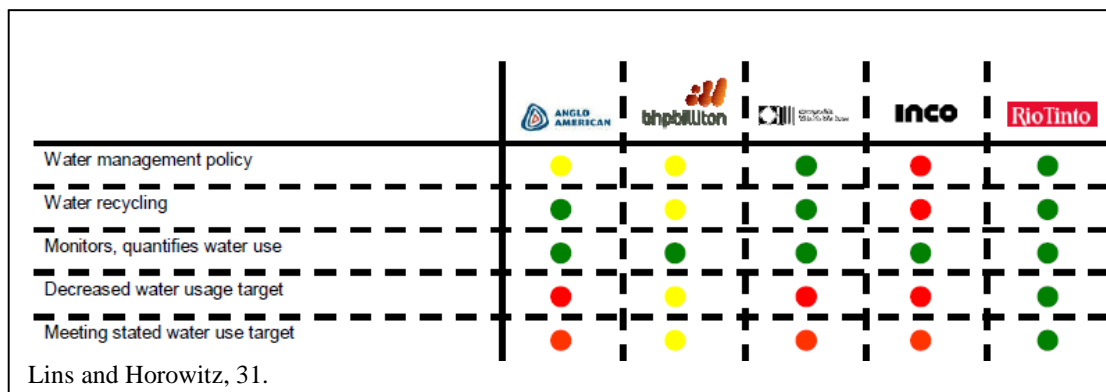 ANGLO
AMERICAN
bhpbilliton
INCO
RioTinto
Water management policy
Water recycling
Monitors, quantifies water use
Decreased water usage target
Meeting stated water use target
Lins and Horowitz, 31.